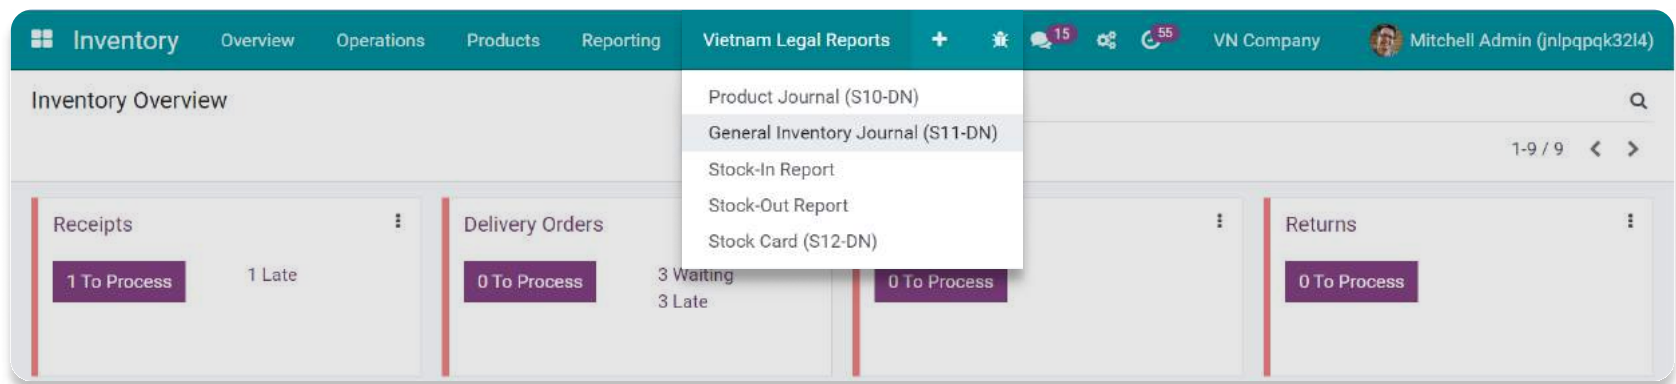 Inventory Overview Operations Products Reporting Vietnam Legal Reports + 15 55 VN Company Mitchell Admin (jnlpqpqk32l4)
Inventory Overview
Product Journal (S10-DN)
General Inventory Journal (S11-DN)
Stock-In Report
Stock-Out Report
Stock Card (S12-DN)
1-9 / 9
Receipts
1 To Process 1 Late
Delivery Orders
0 To Process 3 Waiting
3 Late
0 To Process
Returns
0 To Process